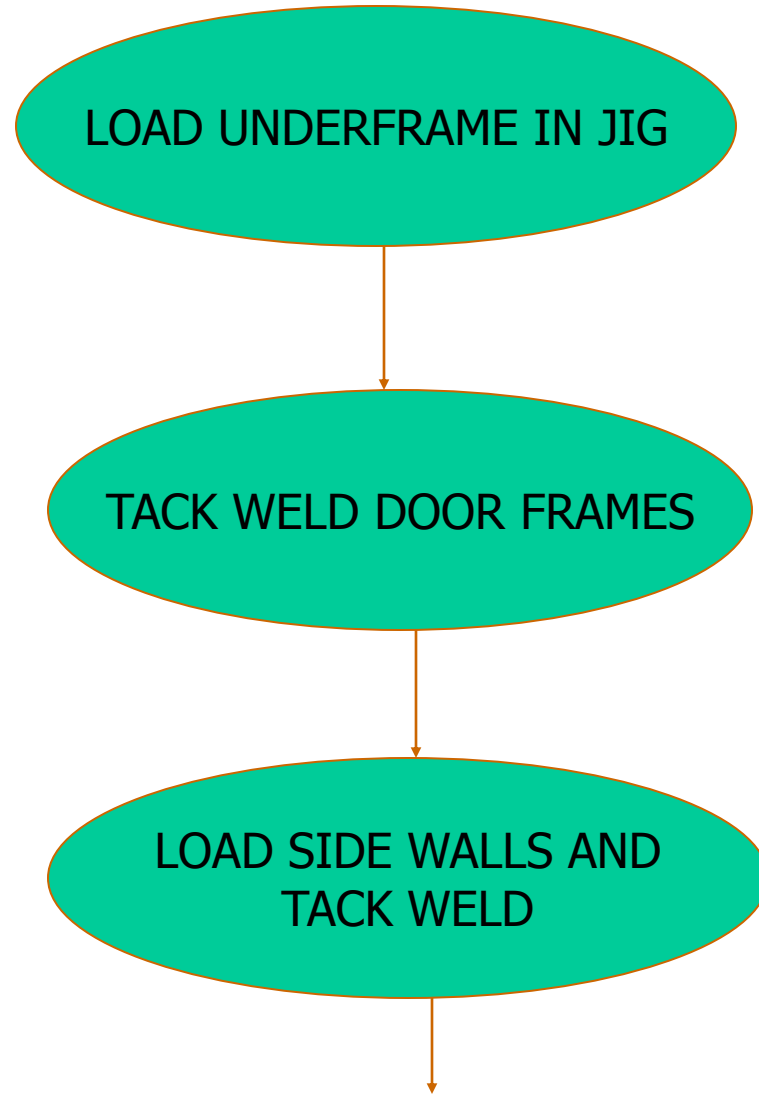 LOAD UNDERFRAME IN JIG
TACK WELD DOOR FRAMES
LOAD SIDE WALLS AND
TACK WELD